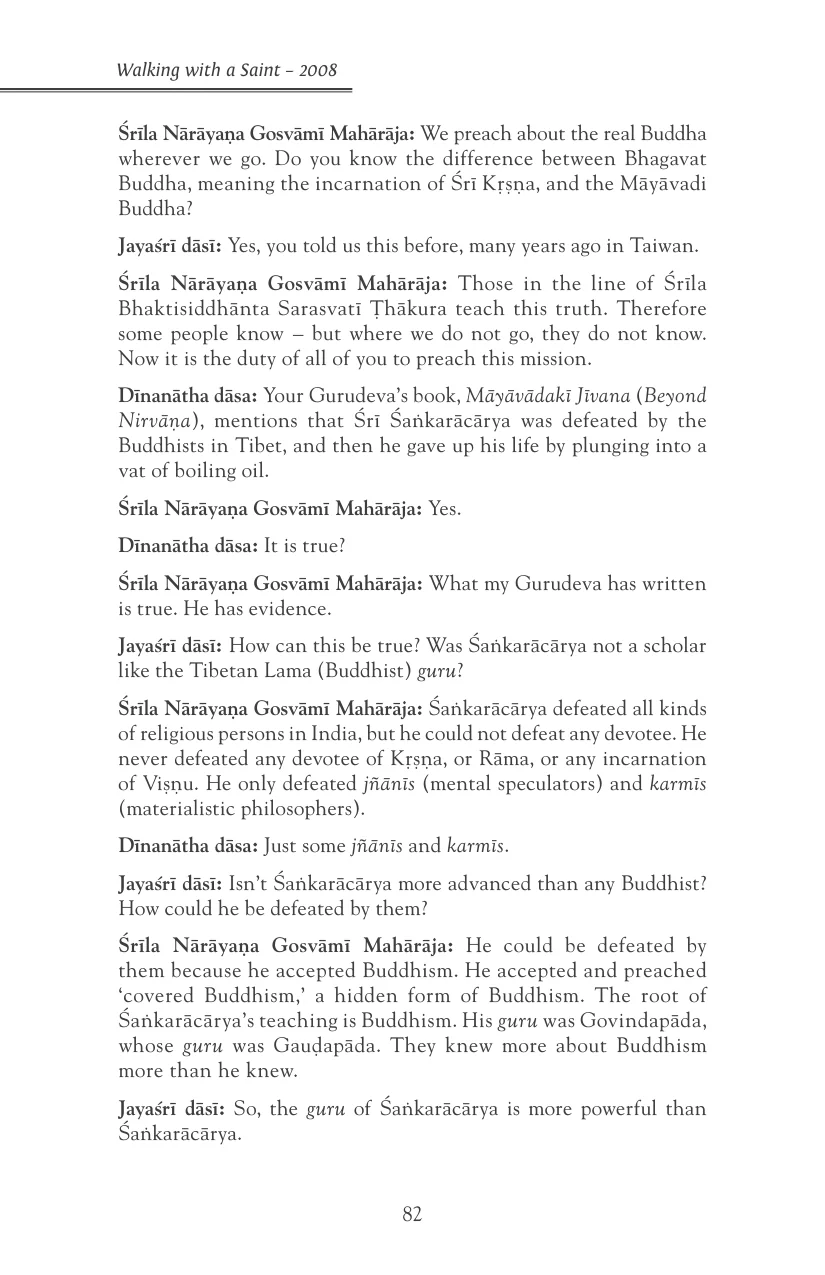 Walking with a Saint – 2008
Śrīla Nārāyaṇa Gosvāmī Mahārāja: We preach about the real Buddha
wherever we go. Do you know the difference between Bhagavat
Buddha, meaning the incarnation of Śrī Kṛṣṇa, and the Māyāvadi
Buddha?
Jayaśrī dāsī: Yes, you told us this before, many years ago in Taiwan.
Śrīla Nārāyaṇa Gosvāmī Mahārāja: Those in the line of Śrīla
Bhaktisiddhānta Sarasvatī Ṭhākura teach this truth. Therefore
some people know – but where we do not go, they do not know.
Now it is the duty of all of you to preach this mission.
Dīnanātha dāsa: Your Gurudeva's book, Māyāvādakī Jīvana (Beyond
Nirvāṇa), mentions that Śrī Śaṅkarācārya was defeated by the
Buddhists in Tibet, and then he gave up his life by plunging into a
vat of boiling oil.
Śrīla Nārāyaṇa Gosvāmī Mahārāja: Yes.
Dīnanātha dāsa: It is true?
Śrīla Nārāyaṇa Gosvāmī Mahārāja: What my Gurudeva has written
is true. He has evidence.
Jayaśrī dāsī: How can this be true? Was Śaṅkarācārya not a scholar
like the Tibetan Lama (Buddhist) guru?
Śrīla Nārāyaṇa Gosvāmī Mahārāja: Śaṅkarācārya defeated all kinds
of religious persons in India, but he could not defeat any devotee. He
never defeated any devotee of Kṛṣṇa, or Rāma, or any incarnation
of Viṣṇu. He only defeated jñānīs (mental speculators) and karmīs
(materialistic philosophers).
Dīnanātha dāsa: Just some jñānīs and karmīs.
Jayaśrī dāsī: Isn't Śaṅkarācārya more advanced than any Buddhist?
How could he be defeated by them?
Śrīla Nārāyaṇa Gosvāmī Mahārāja: He could be defeated by
them because he accepted Buddhism. He accepted and preached
‘covered Buddhism,’ a hidden form of Buddhism. The root of
Śaṅkarācārya's teaching is Buddhism. His guru was Govindapāda,
whose guru was Gauḍapāda. They knew more about Buddhism
more than he knew.
Jayaśrī dāsī: So, the guru of Śaṅkarācārya is more powerful than
Śaṅkarācārya.
82